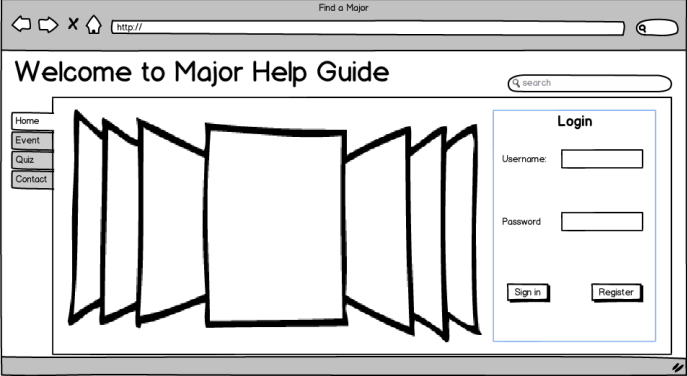 Find a Major
http://
Welcome to Major Help Guide
search
Home
Event
Quiz
Contact
Login
Username:
Password
Sign in
Register